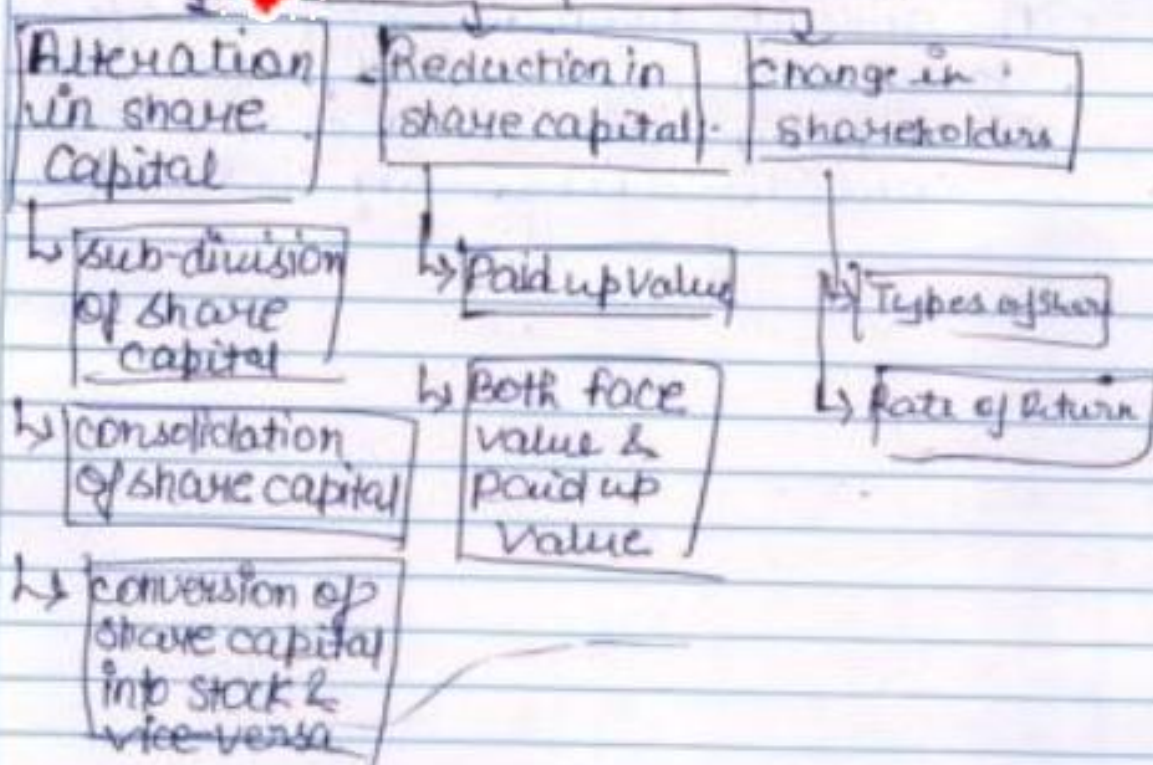 Alteration
in share
Capital
Reduction in
share capital.
change in
shareholders
sub-division
of share
capital
consolidation
of share capital
conversion of
share capital
into stock &
vice-versa
Paid up value
Both face
value &
paid up
value
Types of Shar
Rate of Return